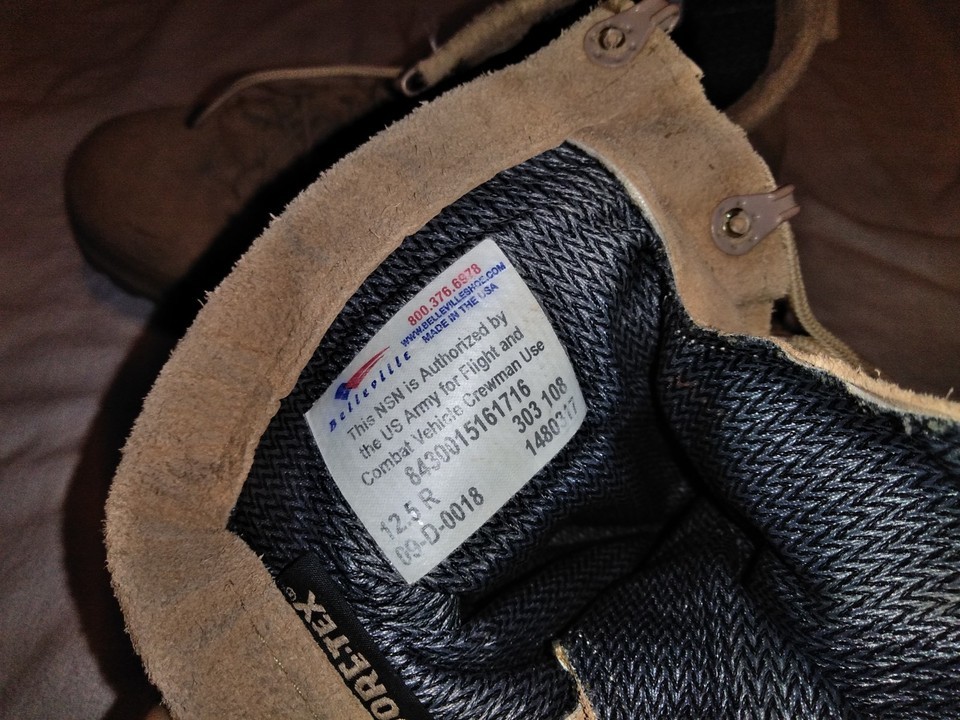 800.376.6978
WWW.BELLEVILLESHOE.COM
MADE IN THE USA
Belleville
This NSN is Authorized by
the US Army for Flight and
Combat Vehicle Crewman Use
8430015161716
12.5 R 303 108
09-D-0018 1480317
GORE-TEX®